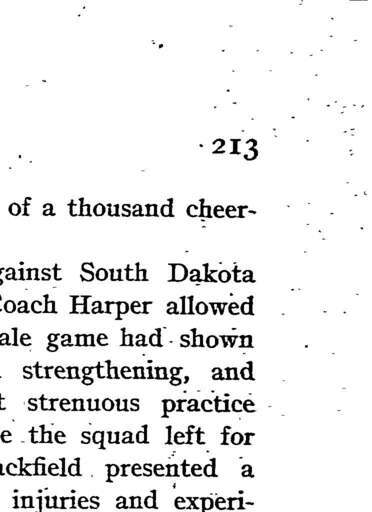 213
of a thousand cheer-
gainst South Dakota
Coach Harper allowed
ale game had shown
strengthening, and
t strenuous practice
e the squad left for
ackfield presented a
injuries and experi-